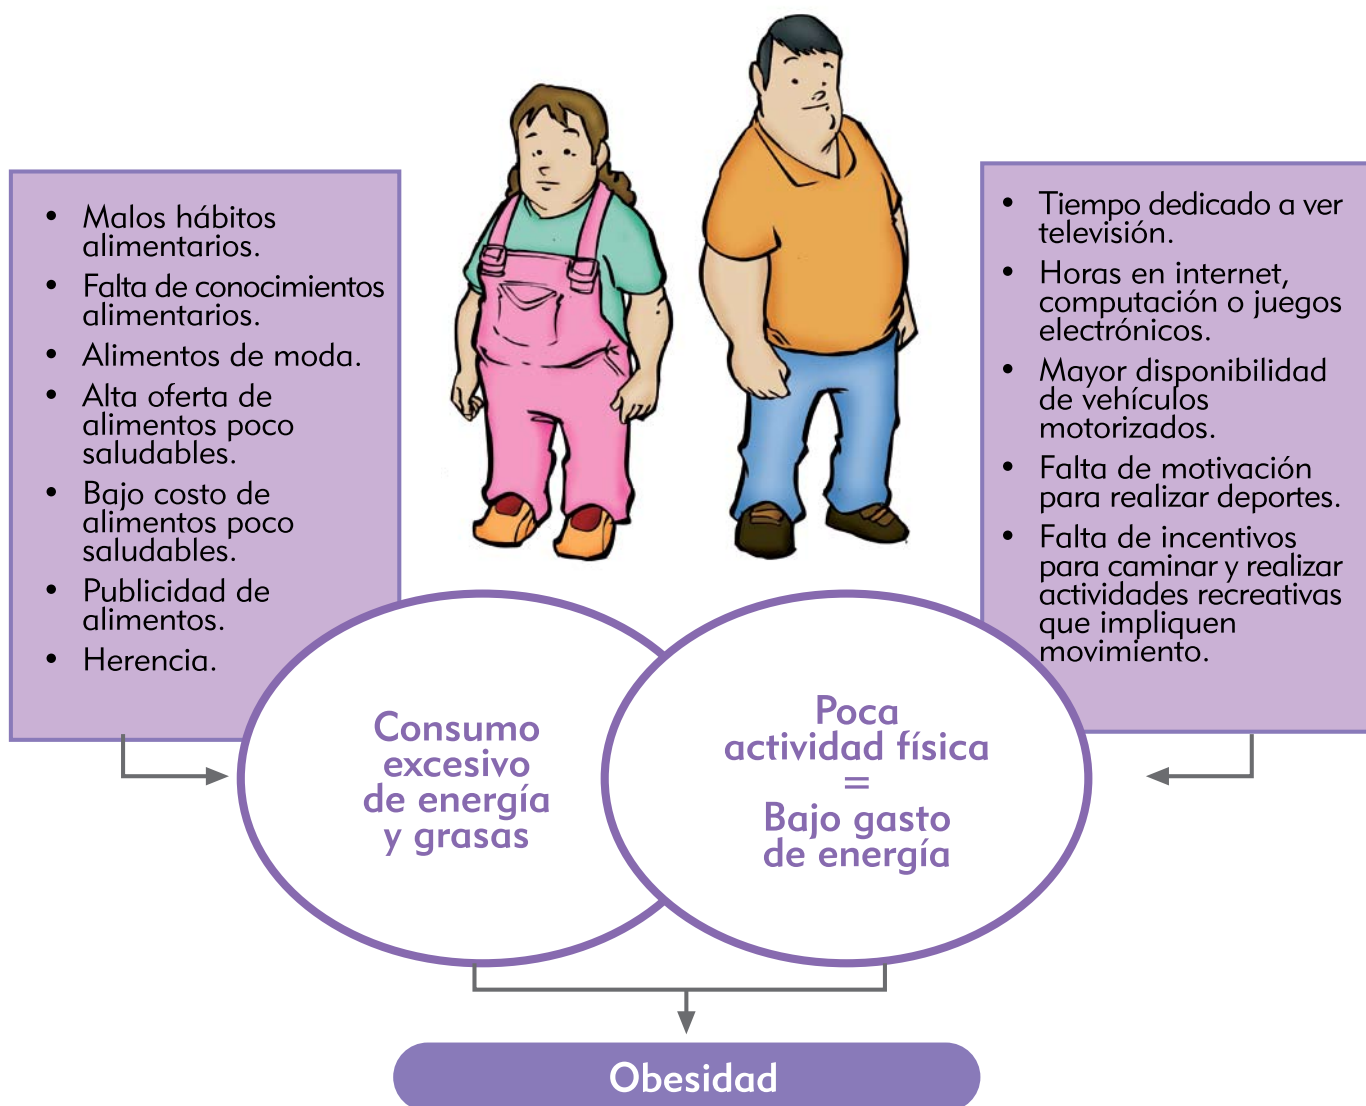 • Malos hábitos
alimentarios.
• Falta de conocimientos
alimentarios.
• Alimentos de moda.
• Alta oferta de
alimentos poco
saludables.
• Bajo costo de
alimentos poco
saludables.
• Publicidad de
alimentos.
• Herencia.
• Tiempo dedicado a ver
televisión.
• Horas en internet,
computación o juegos
electrónicos.
• Mayor disponibilidad
de vehículos
motorizados.
• Falta de motivación
para realizar deportes.
• Falta de incentivos
para caminar y realizar
actividades recreativas
que impliquen
movimiento.
Consumo
excesivo
de energía
y grasas
Poca
actividad física
=
Bajo gasto
de energía
Obesidad